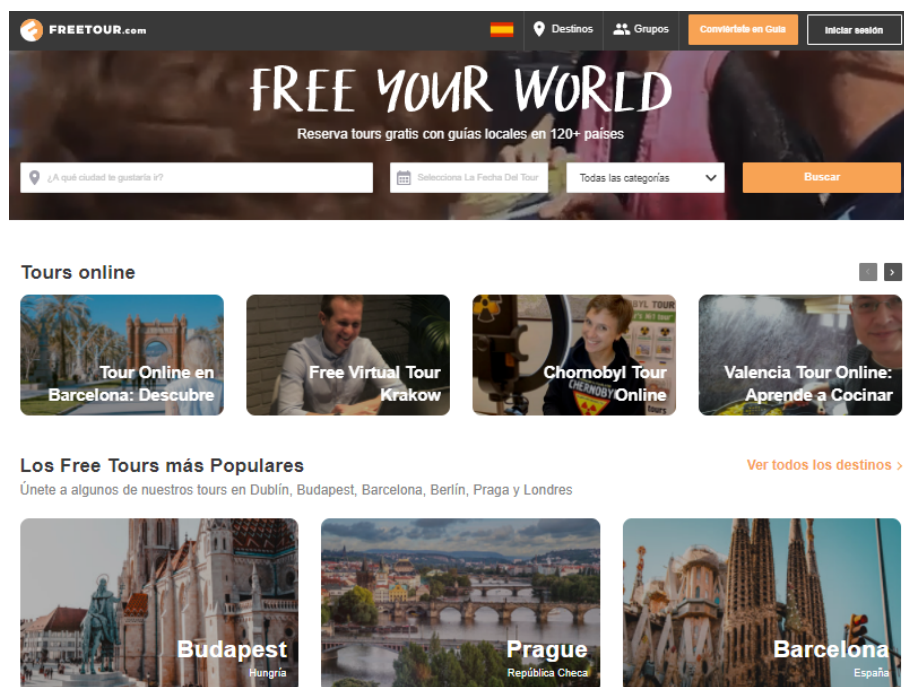 FREETOUR.com
Destinos
Grupos
Conviértete en Guía
Iniciar sesión
FREE YOUR WORLD
Reserva tours gratis con guías locales en 120+ países
¿A qué ciudad le gustaría ir?
Selecciona La Fecha Del Tour
Todas las categorías
Buscar
Tours online
Tour Online en
Barcelona: Descubre
Free Virtual Tour
Krakow
Chornobyl Tour
Online
Valencia Tour Online:
Aprende a Cocinar
Los Free Tours más Populares
Ver todos los destinos >
Únete a algunos de nuestros tours en Dublín, Budapest, Barcelona, Berlín, Praga y Londres
Budapest
Hungría
Prague
República Checa
Barcelona
España